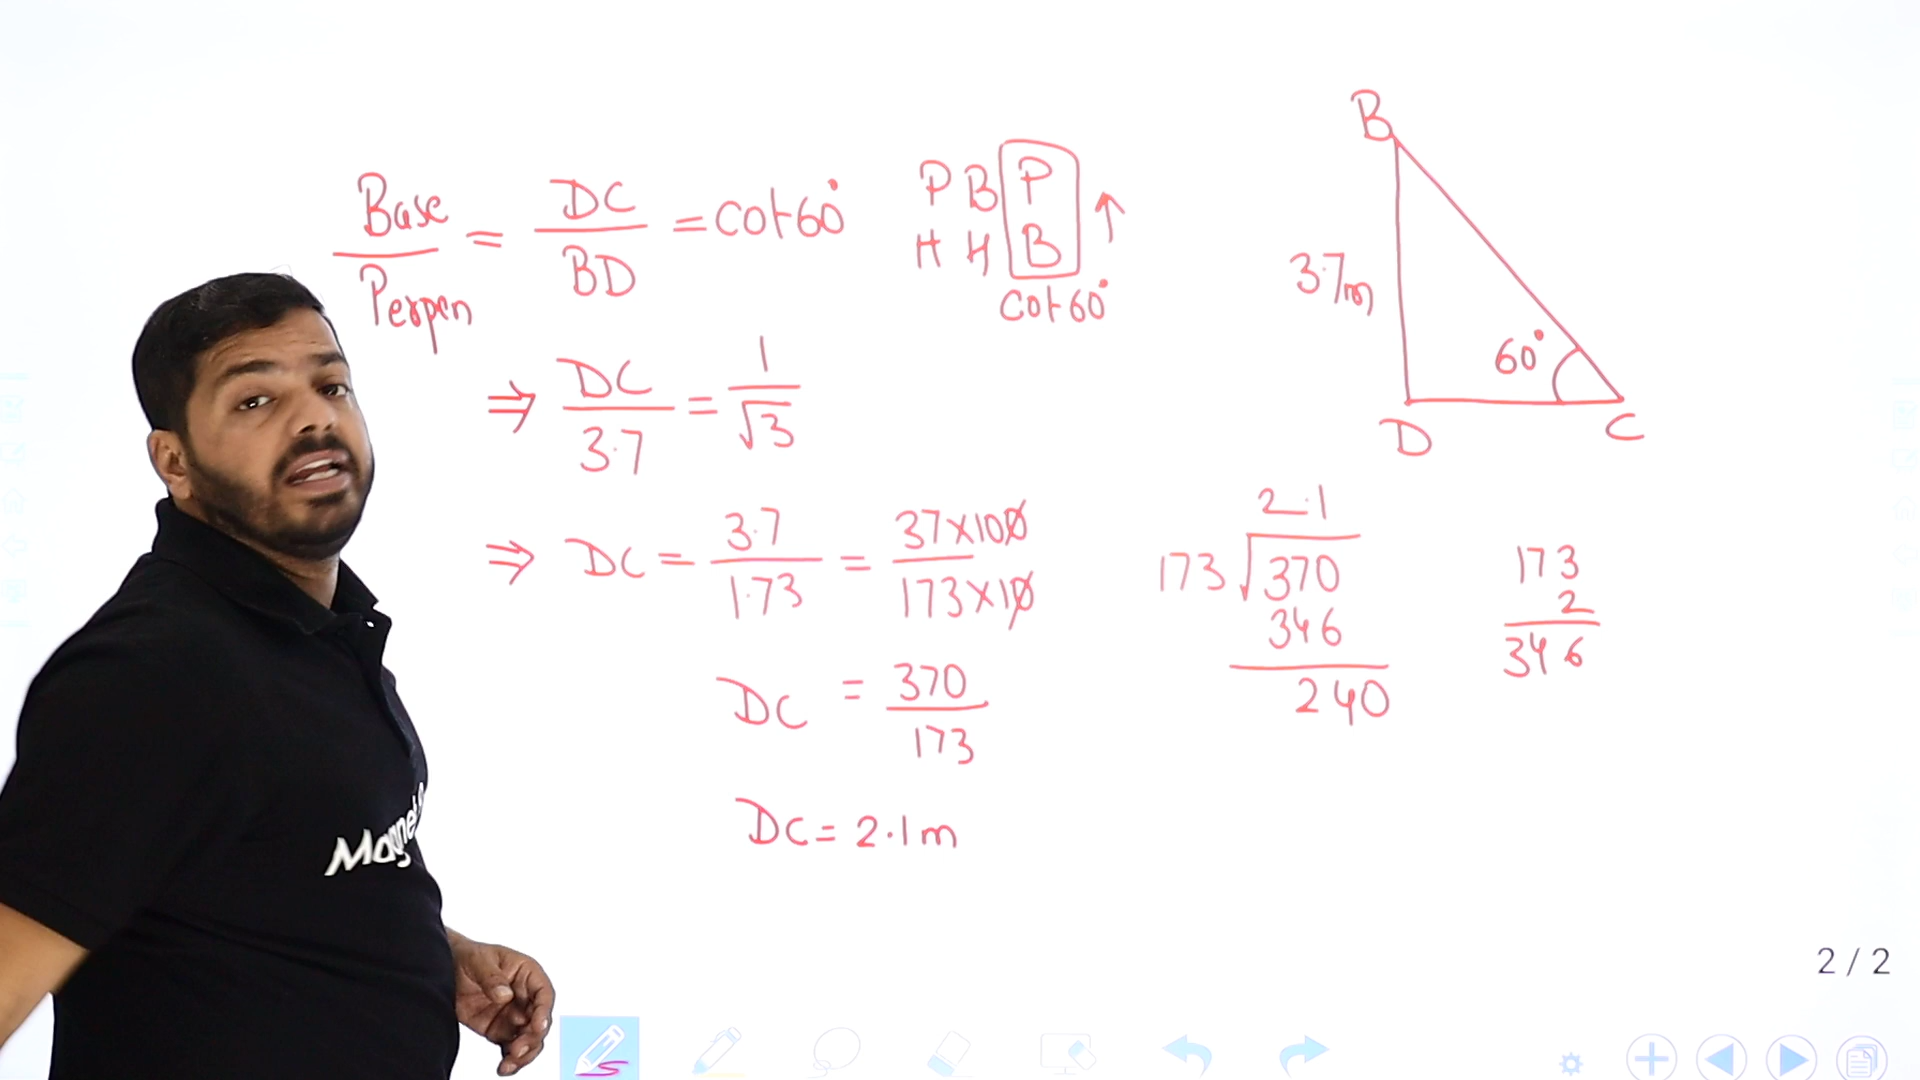 Base / Perpen = DC / BD = cot60°
P B P
H H B
cot60°
⇒ DC / 3.7 = 1 / √3
⇒ DC = 3.7 / 1.73 = 37×100 / 173×10
DC = 370 / 173
DC = 2.1m
B
3.7m
60°
D C
2.1
173 √370
346
240
173
2
346
2 / 2